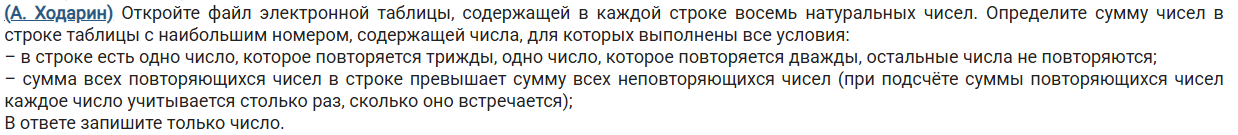 (А. Ходарин) Откройте файл электронной таблицы, содержащей в каждой строке восемь натуральных чисел. Определите сумму чисел в
строке таблицы с наибольшим номером, содержащей числа, для которых выполнены все условия:
– в строке есть одно число, которое повторяется трижды, одно число, которое повторяется дважды, остальные числа не повторяются;
– сумма всех повторяющихся чисел в строке превышает сумму всех неповторяющихся чисел (при подсчёте суммы повторяющихся чисел
каждое число учитывается столько раз, сколько оно встречается);
В ответе запишите только число.